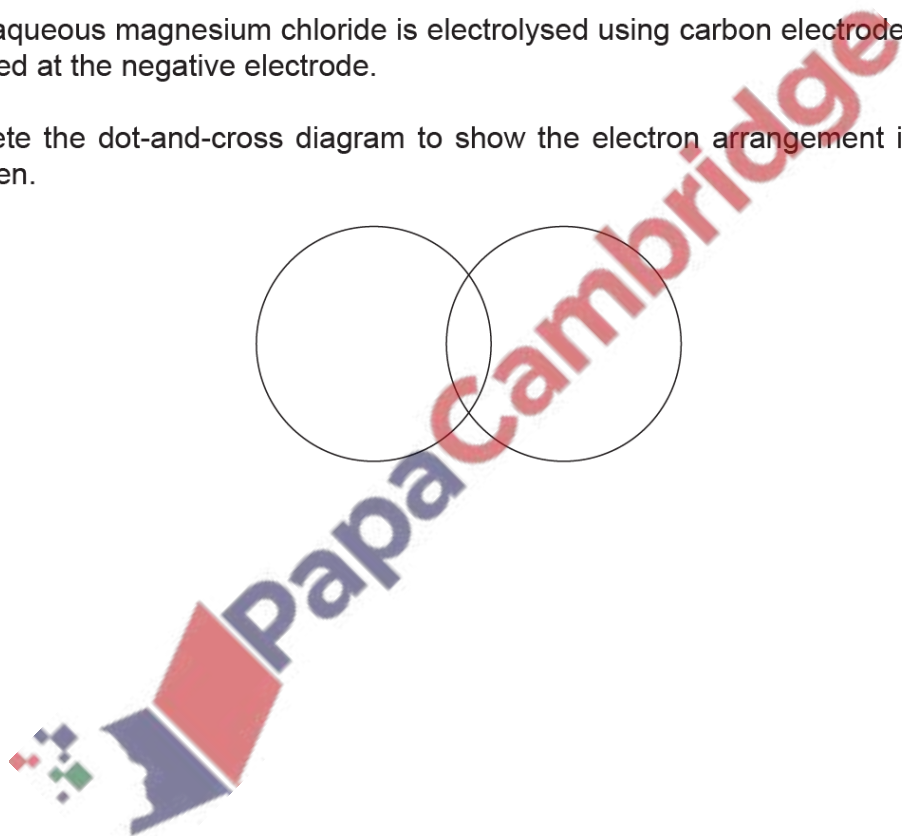 aqueous magnesium chloride is electrolysed using carbon electrode
ed at the negative electrode.
ete the dot-and-cross diagram to show the electron arrangement i
en.
PapaCambridge